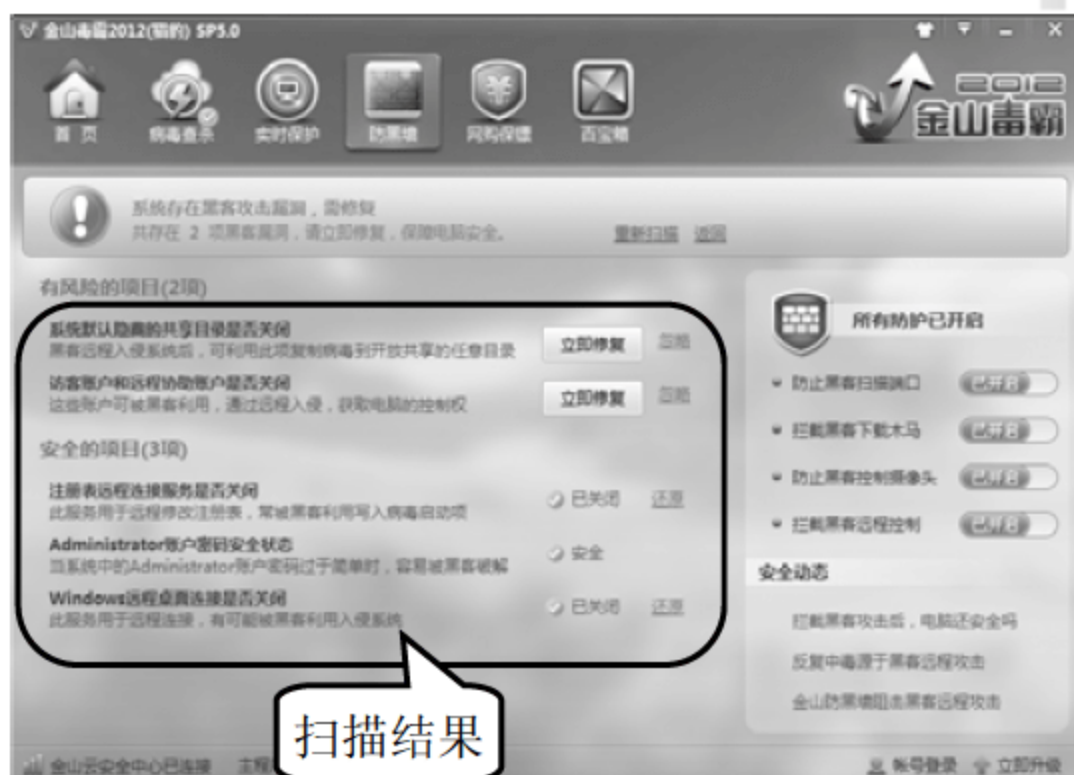 金山毒霸2012(猎豹) SP5.0
首页 病毒查杀 实时保护 防黑墙 网购保镖 百宝箱
2012
金山毒霸
系统存在黑客攻击漏洞，需修复
共存在 2 项黑客漏洞，请立即修复，保障电脑安全。 重新扫描 返回
有风险的项目(2项)
系统默认隐藏的共享目录是否关闭
黑客远程入侵系统后，可利用此项复制病毒到开放共享的任意目录
立即修复 忽略
访客账户和远程协助账户是否关闭
这些账户可被黑客利用，通过远程入侵，获取电脑的控制权
立即修复 忽略
安全的项目(3项)
注册表远程连接服务是否关闭
此服务用于远程修改注册表，常被黑客利用写入病毒启动项
已关闭 还原
Administrator账户密码安全状态
当系统中的Administrator账户密码过于简单时，容易被黑客破解
安全
Windows远程桌面连接是否关闭
此服务用于远程连接，有可能被黑客利用入侵系统
已关闭 还原
扫描结果
所有防护已开启
防止黑客扫描端口 已开启
拦截黑客下载木马 已开启
防止黑客控制摄像头 已开启
拦截黑客远程控制 已开启
安全动态
拦截黑客攻击后，电脑还安全吗
反复中毒源于黑客远程攻击
金山防黑墙阻击黑客远程攻击
金山云安全中心已连接 主程
帐号登录 立即升级